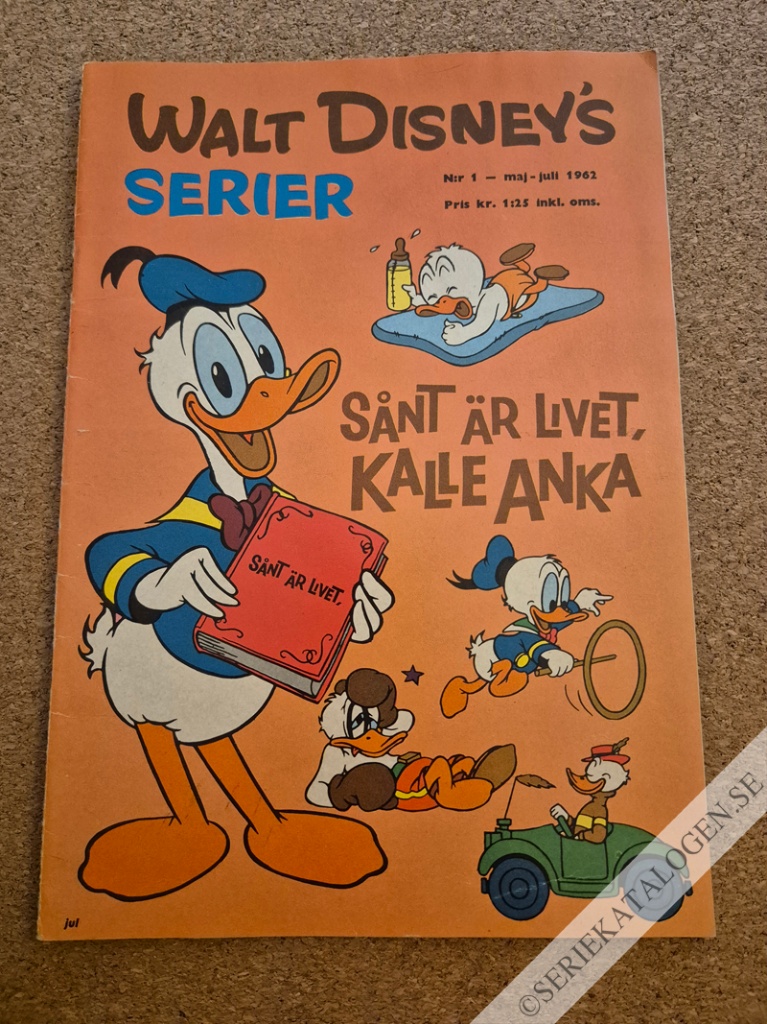 WALT DISNEY'S
SERIER
N:r 1 — maj-juli 1962
Pris kr. 1:25 inkl. oms.
SÅNT ÄR LIVET,
KALLE ANKA
SÅNT ÄR LIVET,
jul
©SERIEKATALOGEN.SE